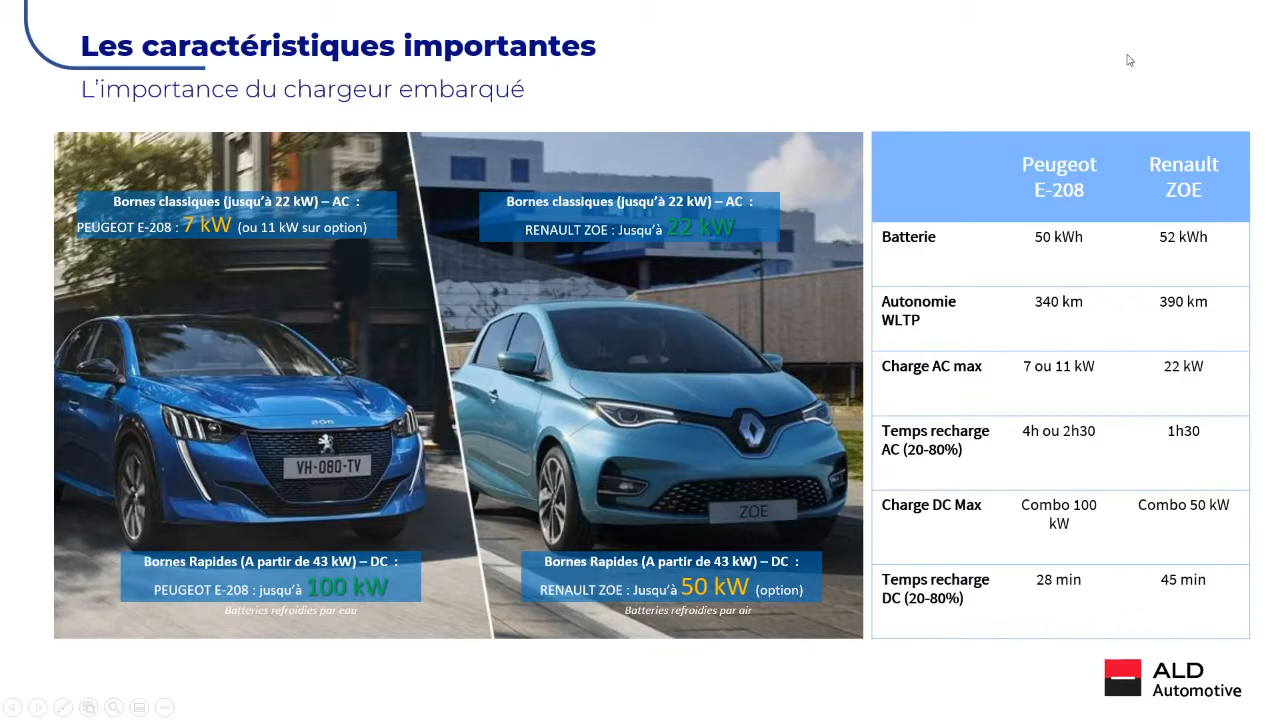 Les caractéristiques importantes
L'importance du chargeur embarqué
Bornes classiques (jusqu'à 22 kW) – AC :
PEUGEOT E-208 : 7 kW (ou 11 kW sur option)
Bornes classiques (jusqu'à 22 kW) – AC :
RENAULT ZOE : Jusqu'à 22 kW
208
VH-080-TV
ZOE
Bornes Rapides (A partir de 43 kW) – DC :
PEUGEOT E-208 : jusqu'à 100 kW
Batteries refroidies par eau
Bornes Rapides (A partir de 43 kW) – DC :
RENAULT ZOE : Jusqu'à 50 kW (option)
Batteries refroidies par air
Peugeot Renault
E-208 ZOE
Batterie 50 kWh 52 kWh
Autonomie 340 km 390 km
WLTP
Charge AC max 7 ou 11 kW 22 kW
Temps recharge 4h ou 2h30 1h30
AC (20-80%)
Charge DC Max Combo 100 Combo 50 kW
kW
Temps recharge 28 min 45 min
DC (20-80%)
ALD
Automotive